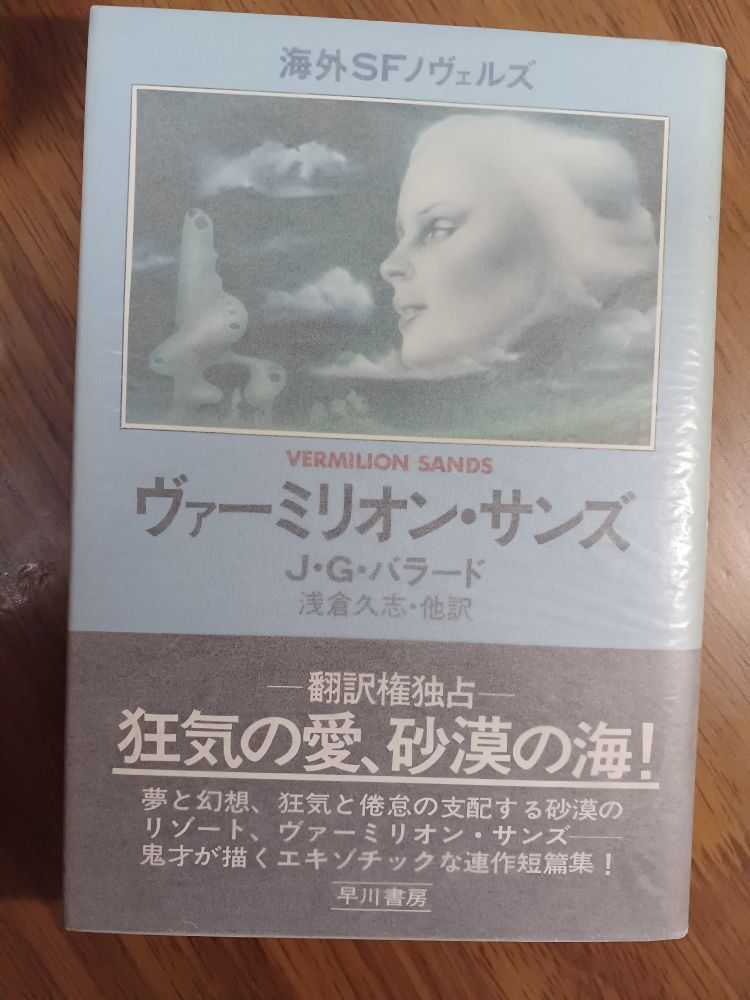 海外SFノヴェルズ
VERMILION SANDS
ヴァーミリオン・サンズ
J・G・バラード
浅倉久志・他訳
—翻訳権独占—
狂気の愛、砂漠の海!
夢と幻想、狂気と倦怠の支配する砂漠の
リゾート、ヴァーミリオン・サンズ——
鬼才が描くエキゾチックな連作短篇集!
早川書房